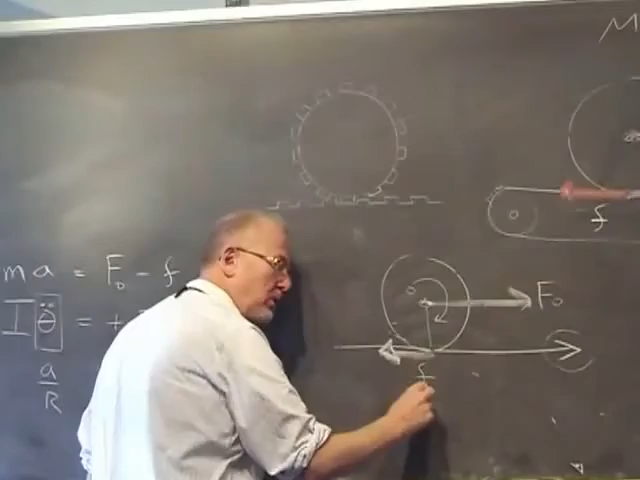 M
f
ma = F₀ - f
F₀
I θ̈ = +
a
R
f